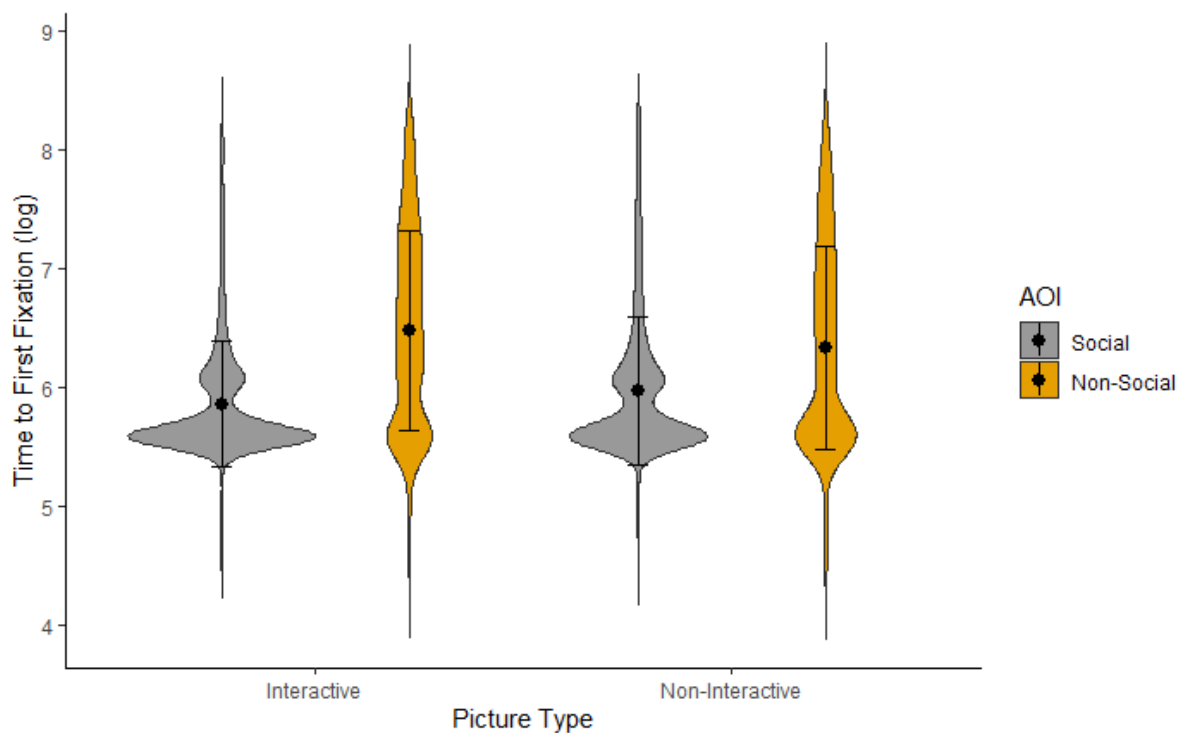 9
8
7
6
5
4
Time to First Fixation (log)
Interactive
Non-Interactive
Picture Type
AOI
Social
Non-Social